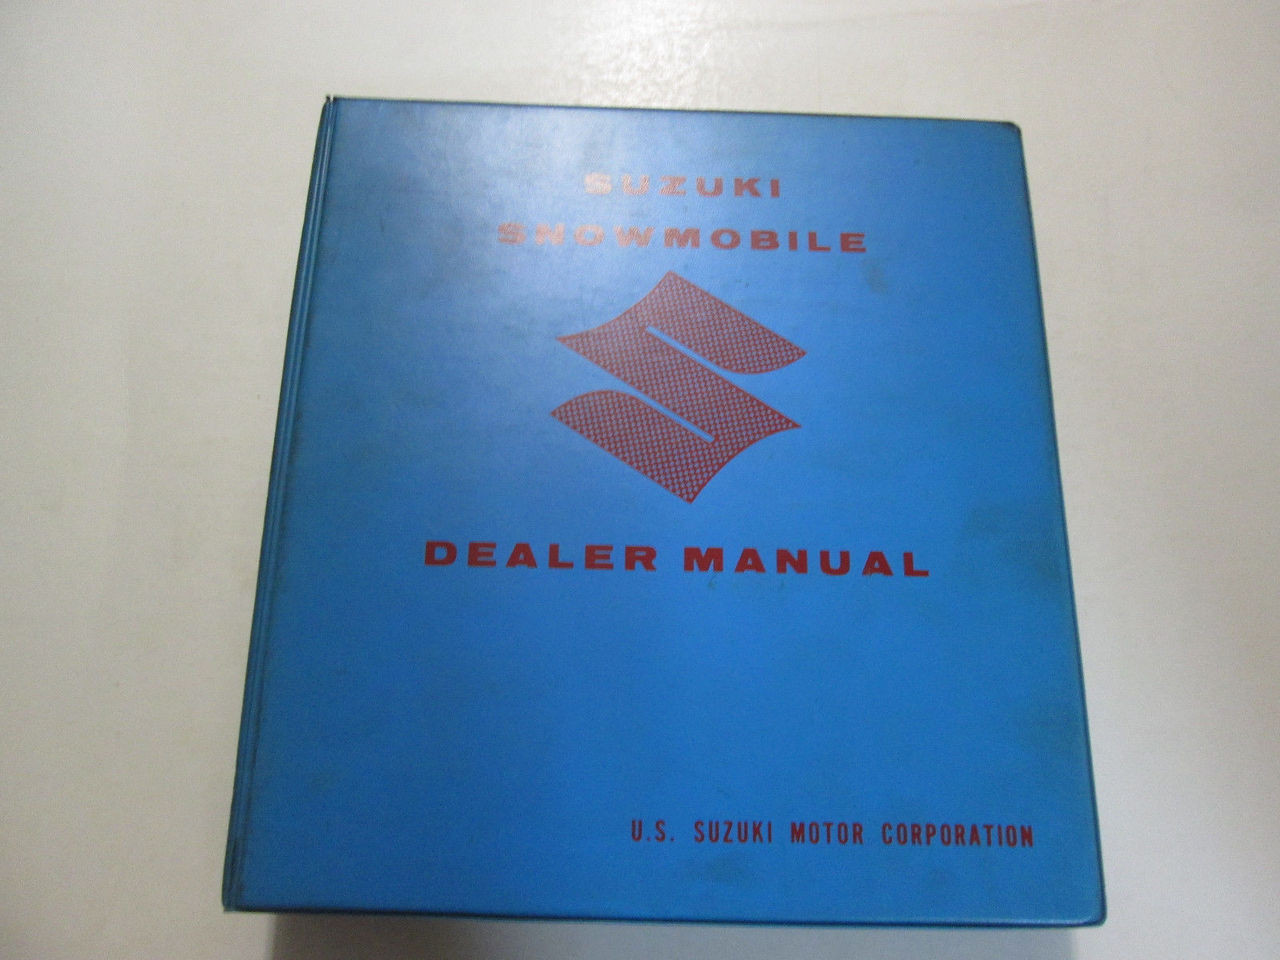 SUZUKI
SNOWMOBILE
DEALER MANUAL
U.S. SUZUKI MOTOR CORPORATION